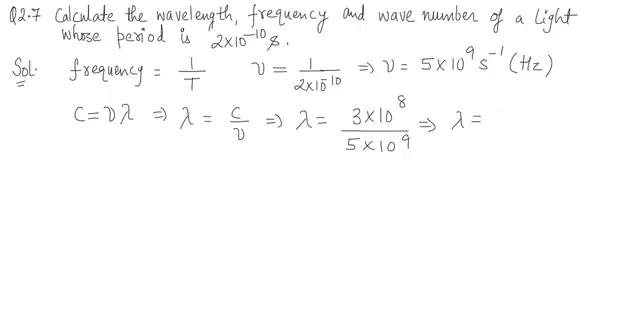 Q2.7 Calculate the wavelength, frequency and wave number of a light
whose period is 2×10⁻¹⁰ s.
Sol. frequency = 1/T ν = 1/2×10⁻¹⁰ ⇒ ν = 5×10⁹ s⁻¹ (Hz)
C = νλ ⇒ λ = C/ν ⇒ λ = 3×10⁸/5×10⁹ ⇒ λ =